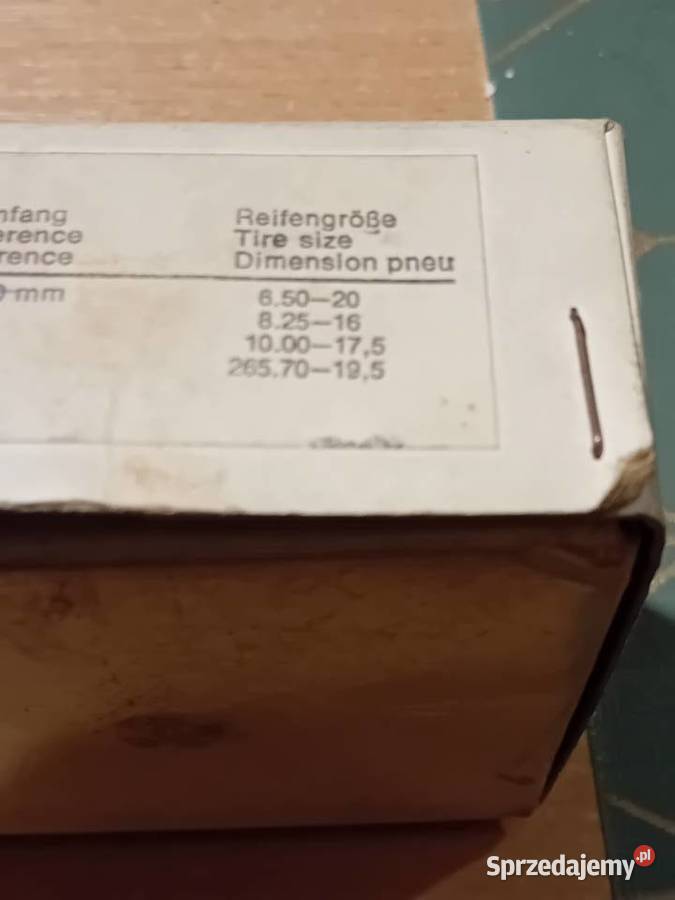 nfang Reifengröße
erence Tire size
rence Dimension pneu
0 mm 6.50—20
8.25—16
10.00—17,5
265.70—19,5
Sprzedajemy.pl